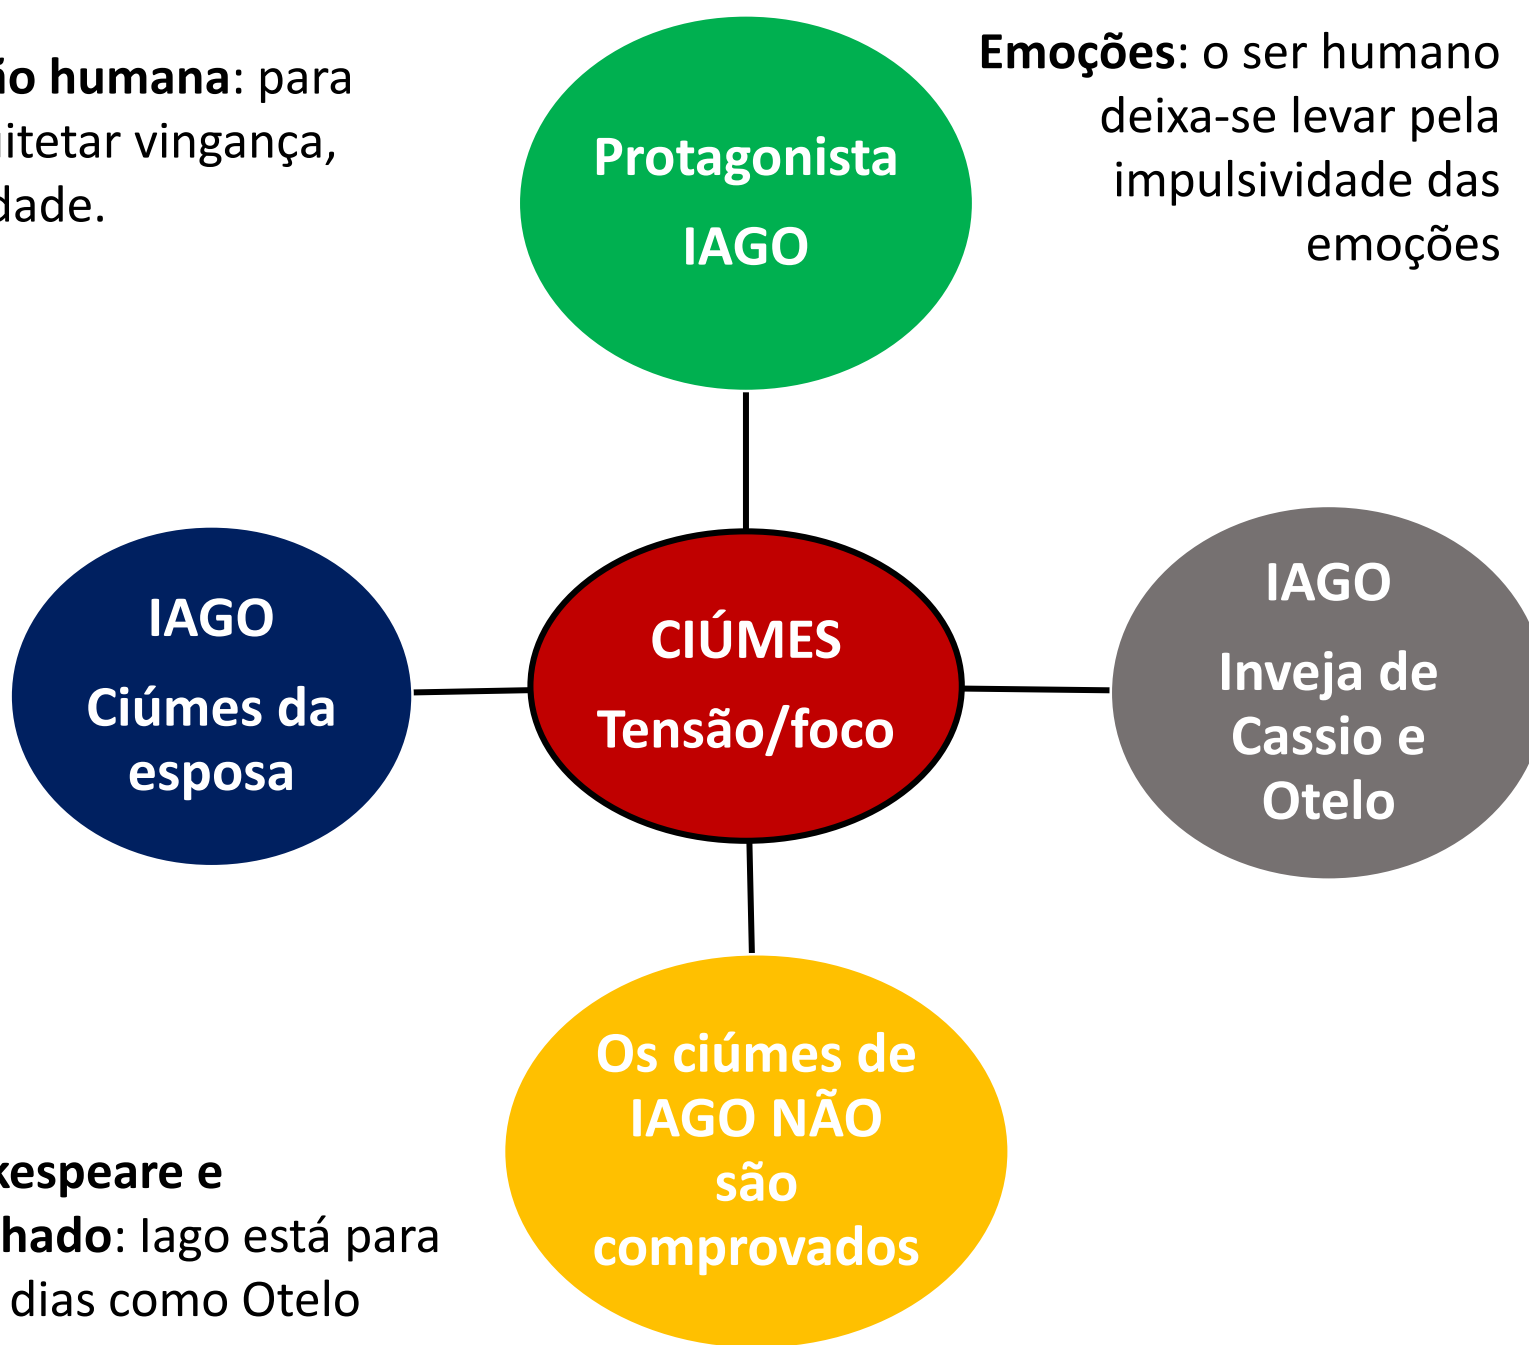 ão humana: para
uitetar vingança,
dade.
Emoções: o ser humano
deixa-se levar pela
impulsividade das
emoções
Protagonista
IAGO
IAGO
Ciúmes da
esposa
CIÚMES
Tensão/foco
IAGO
Inveja de
Cassio e
Otelo
Os ciúmes de
IAGO NÃO
são
comprovados
kespeare e
hado: Iago está para
dias como Otelo